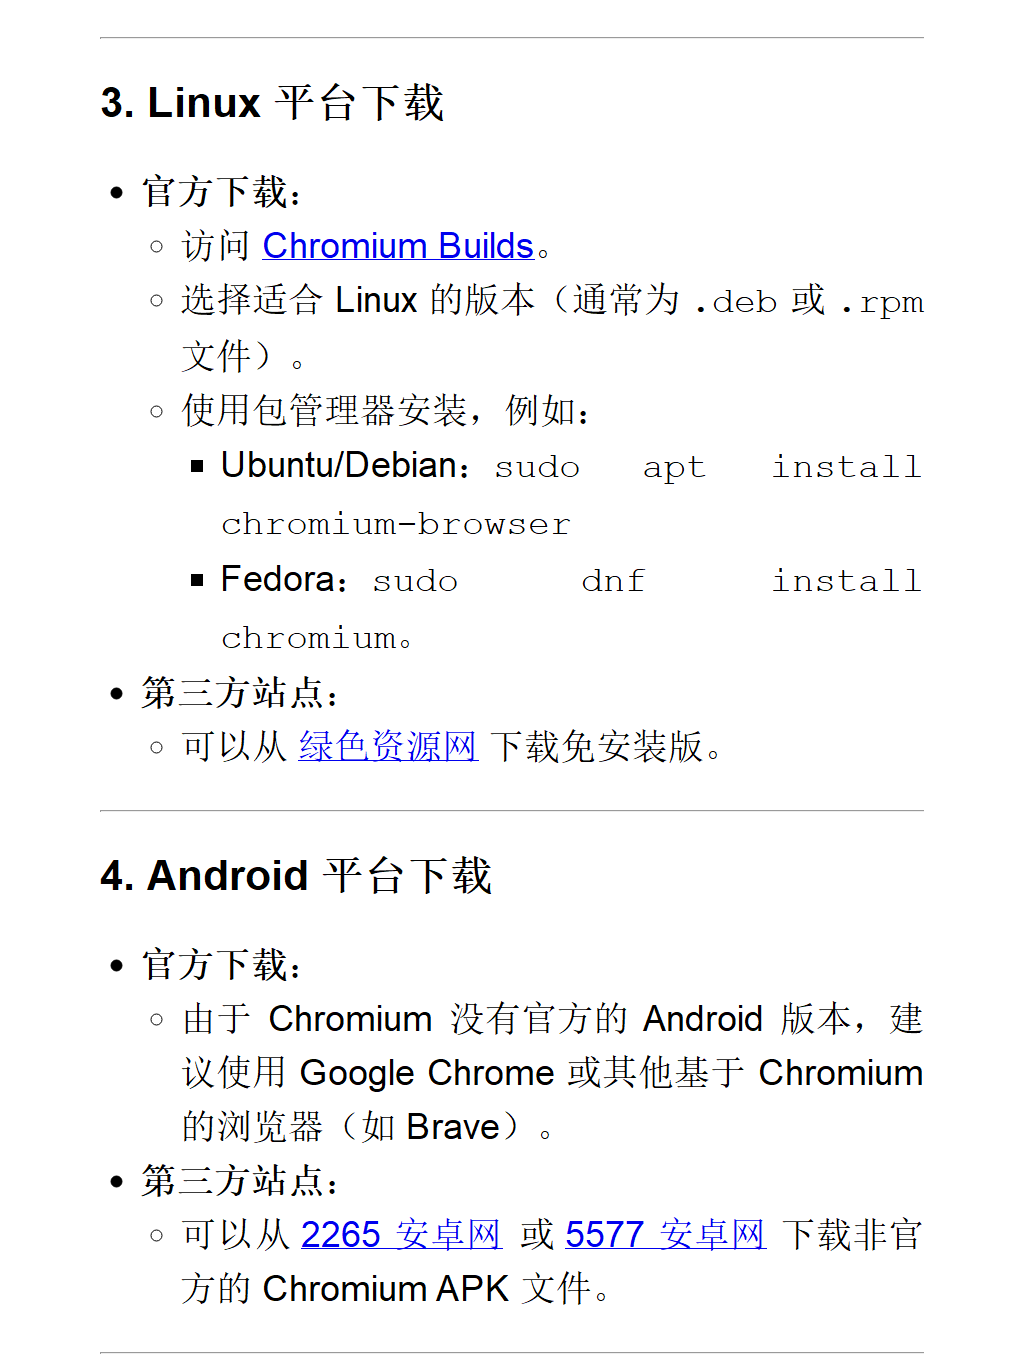 3. Linux 平台下载
官方下载：
访问 Chromium Builds。
选择适合 Linux 的版本（通常为 .deb 或 .rpm
文件）。
使用包管理器安装，例如：
Ubuntu/Debian：sudo apt install
chromium-browser
Fedora：sudo dnf install
chromium。
第三方站点：
可以从 绿色资源网 下载免安装版。
4. Android 平台下载
官方下载：
由于 Chromium 没有官方的 Android 版本，建
议使用 Google Chrome 或其他基于 Chromium
的浏览器（如 Brave）。
第三方站点：
可以从 2265 安卓网 或 5577 安卓网 下载非官
方的 Chromium APK 文件。